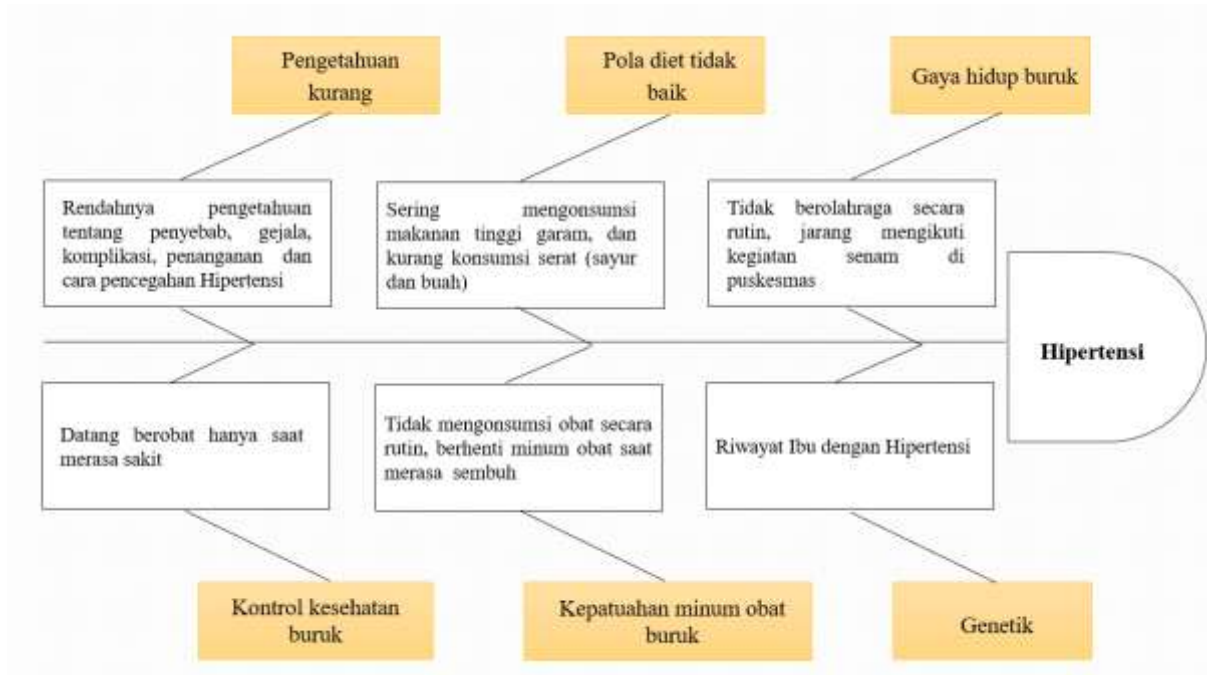 Pengetahuan
kurang
Pola diet tidak
baik
Gaya hidup buruk
Rendahnya pengetahuan
tentang penyebab, gejala,
komplikasi, penanganan dan
cara pencegahan Hipertensi
Sering mengonsumsi
makanan tinggi garam, dan
kurang konsumsi serat (sayur
dan buah)
Tidak berolahraga secara
rutin, jarang mengikuti
kegiatan senam di
puskesmas
Hipertensi
Datang berobat hanya saat
merasa sakit
Tidak mengonsumsi obat secara
rutin, berhenti minum obat saat
merasa sembuh
Riwayat Ibu dengan Hipertensi
Kontrol kesehatan
buruk
Kepatuhan minum obat
buruk
Genetik